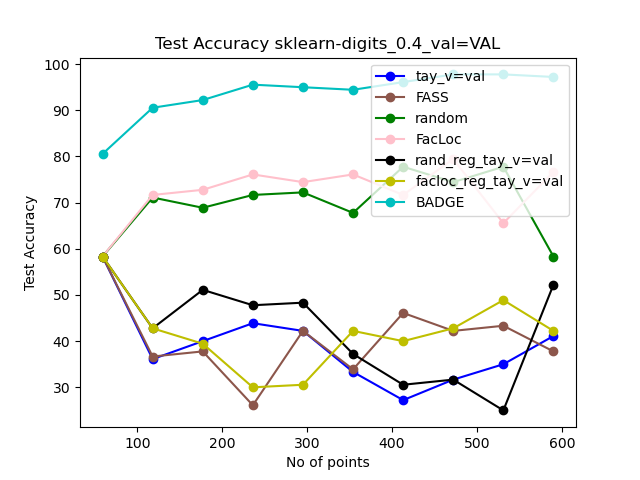 Test Accuracy sklearn-digits_0.4_val=VAL
100
90
80
70
60
50
40
30
Test Accuracy
tay_v=val
FASS
random
FacLoc
rand_reg_tay_v=val
facloc_reg_tay_v=val
BADGE
100
200
300
400
500
600
No of points